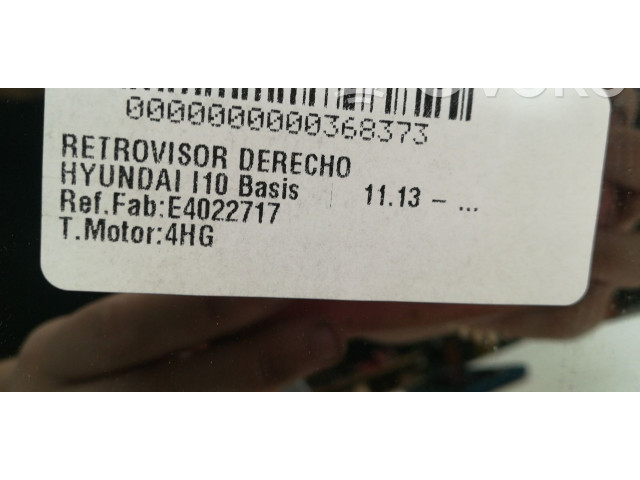 0000000000368373
RETROVISOR DERECHO
HYUNDAI I10 Basis 11.13 - ...
Ref.Fab:E4022717
T.Motor:4HG